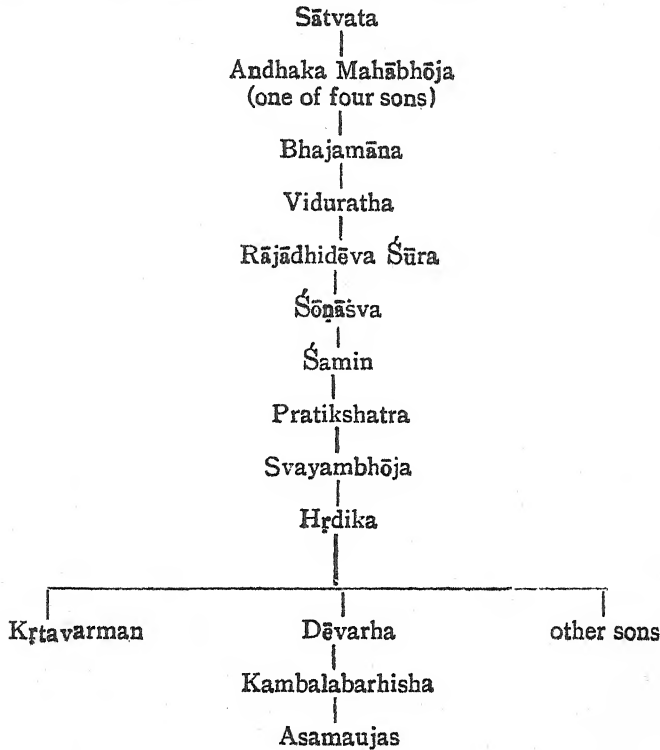 Sātvata
Andhaka Mahābhōja
(one of four sons)
Bhajamāna
Viduratha
Rājādhidēva Śūra
Śōṇāśva
Śamin
Pratikshatra
Svayambhōja
Hṛdika
Kṛtavarman Dēvarha other sons
Kambalabarhisha
Asamaujas